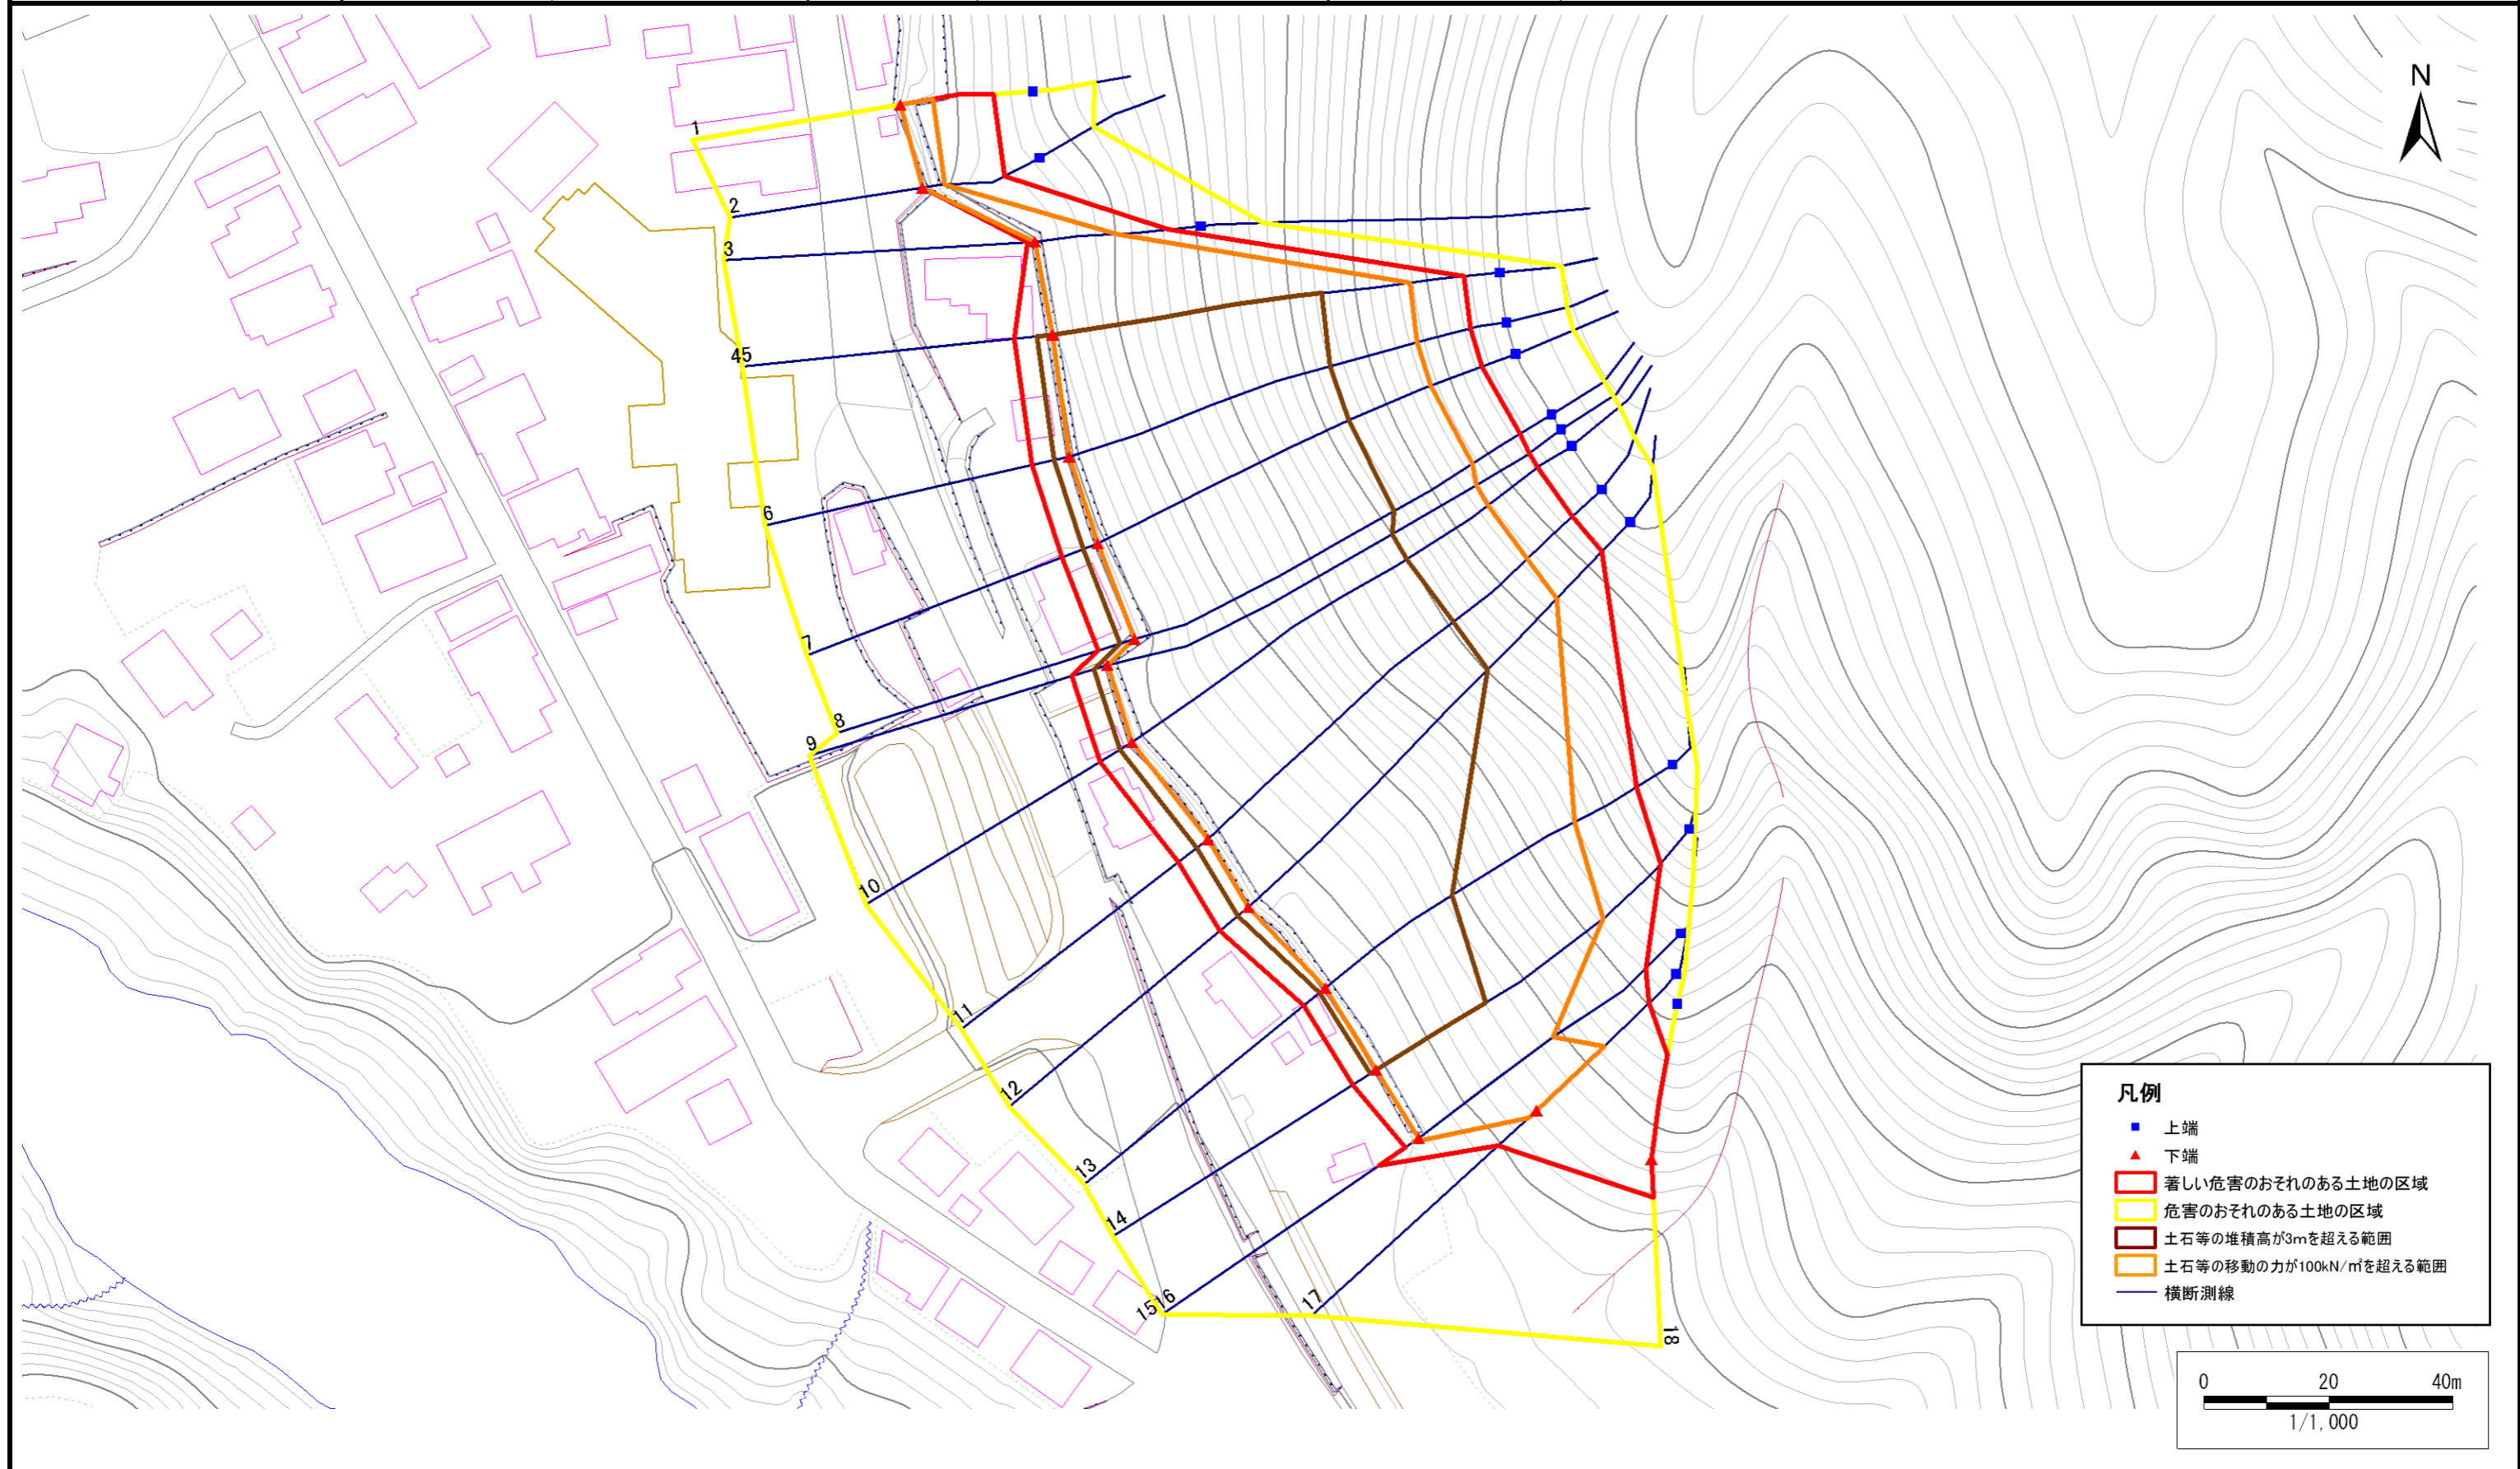 N
1
2
3
45
6
7
8
9
10
11
12
13
14
1516
17
18
凡例
上端
下端
著しい危害のおそれのある土地の区域
危害のおそれのある土地の区域
土石等の堆積高が3mを超える範囲
土石等の移動の力が100kN/㎡を超える範囲
横断測線
0 20 40m
1/1,000